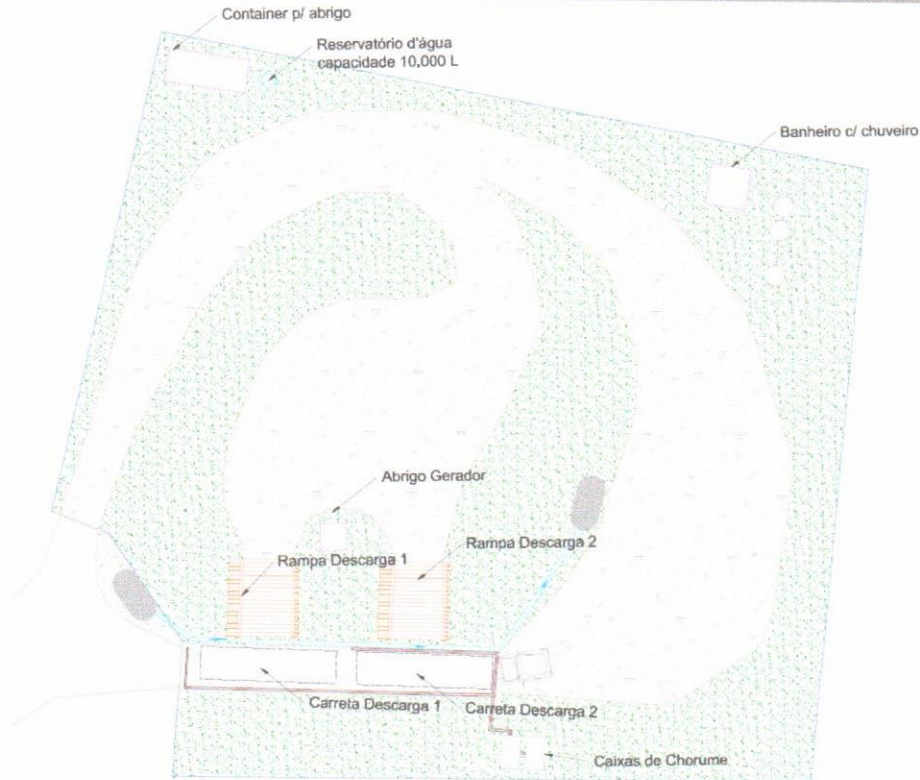 Container p/ abrigo
Reservatório d'água
capacidade 10.000 L
Banheiro c/ chuveiro
Abrigo Gerador
Rampa Descarga 1
Rampa Descarga 2
Carreta Descarga 1
Carreta Descarga 2
Caixas de Chorume